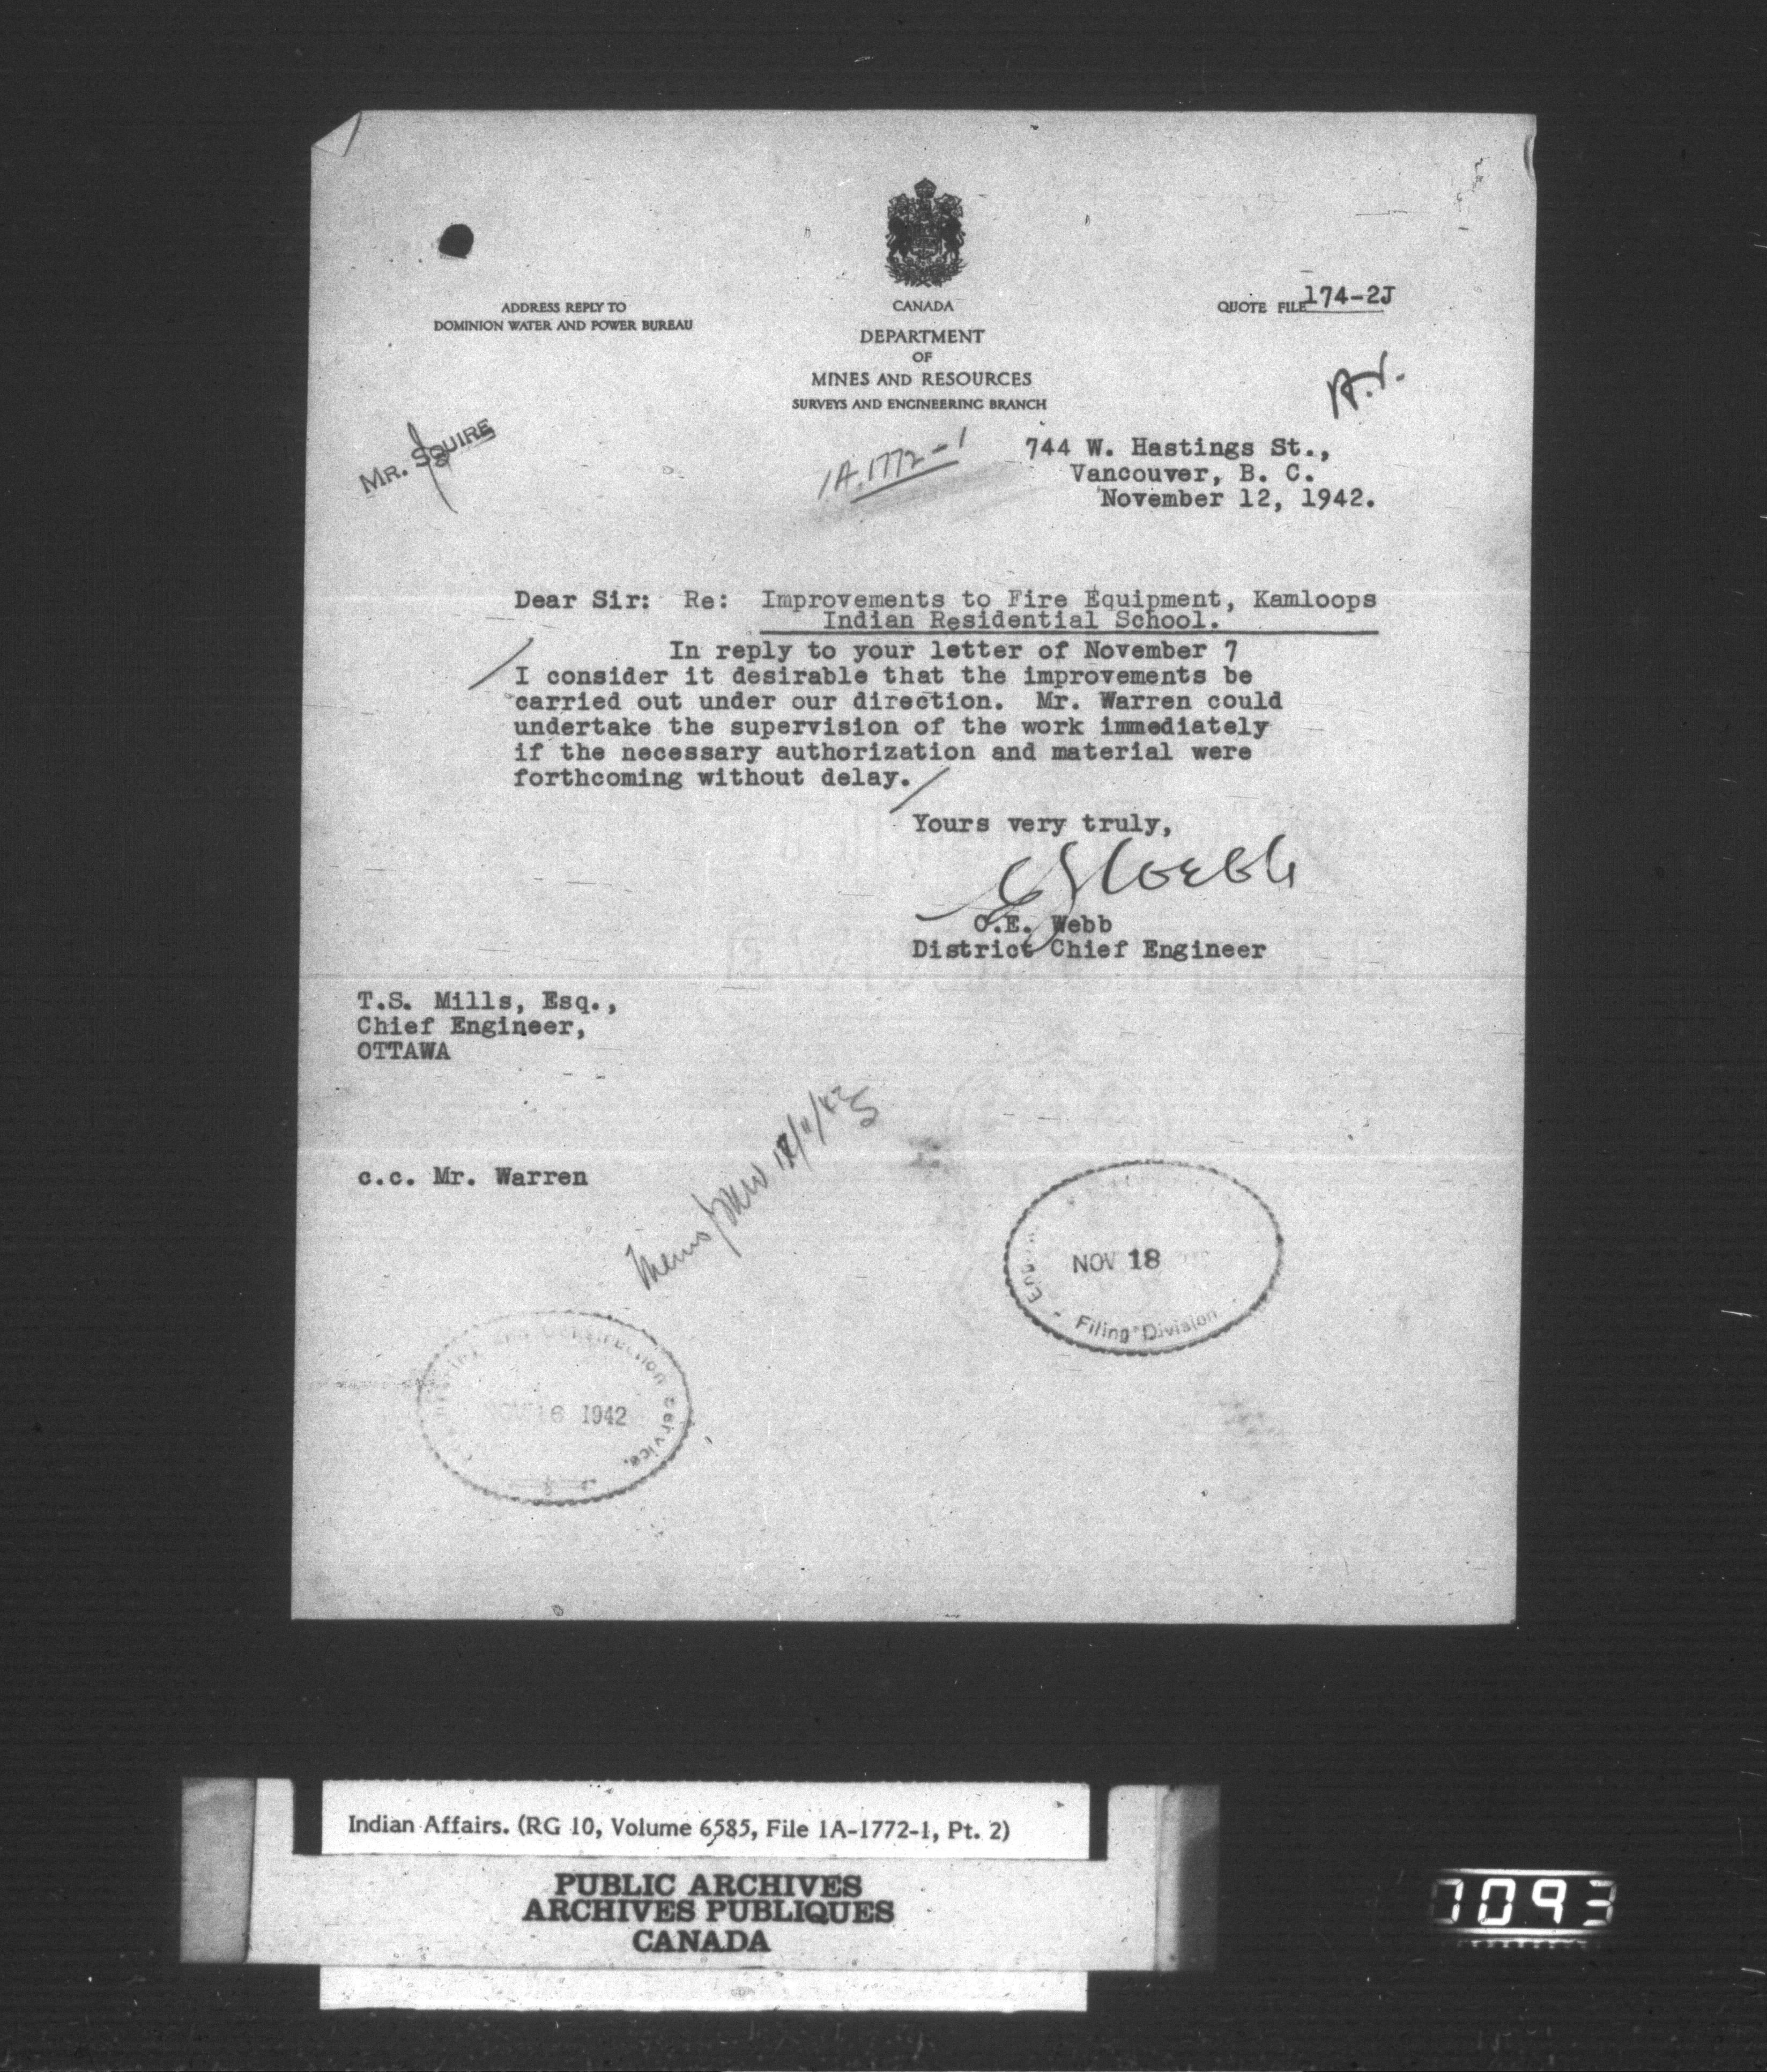 ADDRESS REPLY TO
DOMINION WATER AND POWER BUREAU
CANADA
DEPARTMENT
OF
MINES AND RESOURCES
SURVEYS AND ENGINEERING BRANCH
QUOTE FILE 174-2J
MR. SQUIRE
1A.1772-1
744 W. Hastings St.,
Vancouver, B. C.
November 12, 1942.
Dear Sir: Re: Improvements to Fire Equipment, Kamloops
Indian Residential School.
In reply to your letter of November 7
I consider it desirable that the improvements be
carried out under our direction. Mr. Warren could
undertake the supervision of the work immediately
if the necessary authorization and material were
forthcoming without delay.
Yours very truly,
C.E. Webb
District Chief Engineer
T.S. Mills, Esq.,
Chief Engineer,
OTTAWA
c.c. Mr. Warren
Memo
NOV 18
Filing Division
Construction Service.
NOV 16 1942
Indian Affairs. (RG 10, Volume 6585, File 1A-1772-1, Pt. 2)
PUBLIC ARCHIVES
ARCHIVES PUBLIQUES
CANADA
1093